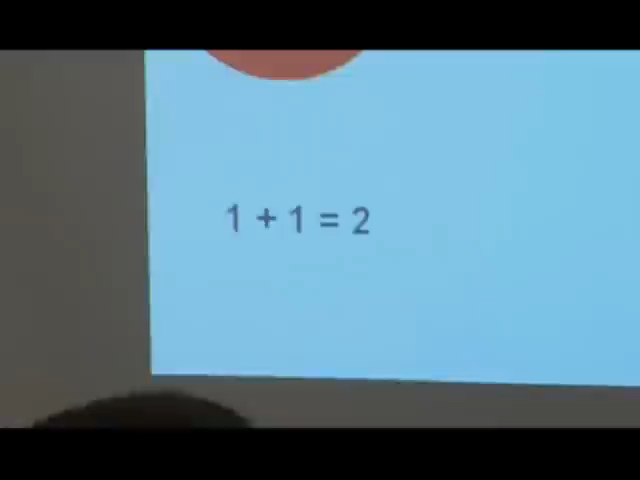 1 + 1 = 2